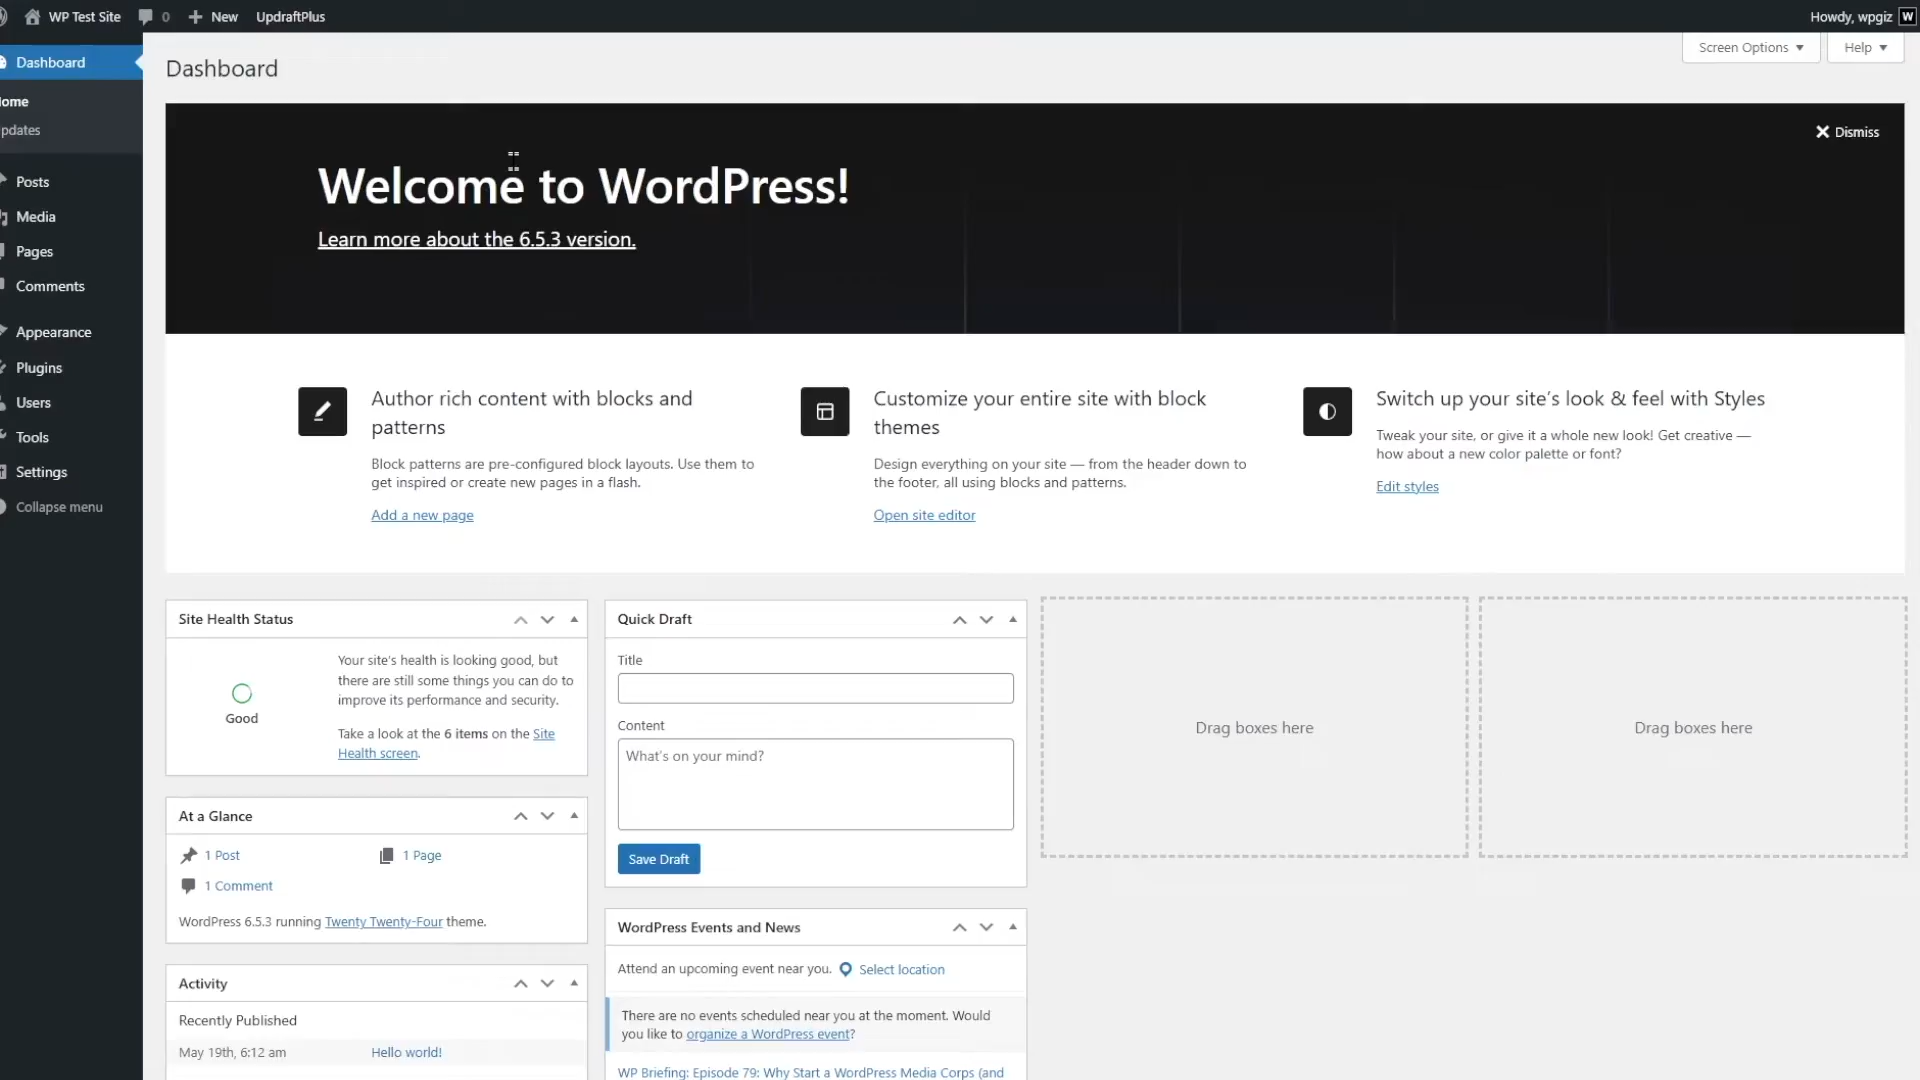 WP Test Site 0 New UpdraftPlus Howdy, wpgiz
Dashboard
ome
pdates
Posts
Media
Pages
Comments
Appearance
Plugins
Users
Tools
Settings
Collapse menu
Screen Options Help
Dashboard
Dismiss
Welcome to WordPress!
Learn more about the 6.5.3 version.
Author rich content with blocks and
patterns
Block patterns are pre-configured block layouts. Use them to
get inspired or create new pages in a flash.
Add a new page
Customize your entire site with block
themes
Design everything on your site — from the header down to
the footer, all using blocks and patterns.
Open site editor
Switch up your site's look & feel with Styles
Tweak your site, or give it a whole new look! Get creative —
how about a new color palette or font?
Edit styles
Site Health Status
Good
Your site's health is looking good, but
there are still some things you can do to
improve its performance and security.
Take a look at the 6 items on the Site
Health screen.
At a Glance
1 Post 1 Page
1 Comment
WordPress 6.5.3 running Twenty Twenty-Four theme.
Activity
Recently Published
May 19th, 6:12 am Hello world!
Quick Draft
Title
Content
What's on your mind?
Save Draft
WordPress Events and News
Attend an upcoming event near you. Select location
There are no events scheduled near you at the moment. Would
you like to organize a WordPress event?
WP Briefing: Episode 79: Why Start a WordPress Media Corps (and
Drag boxes here
Drag boxes here